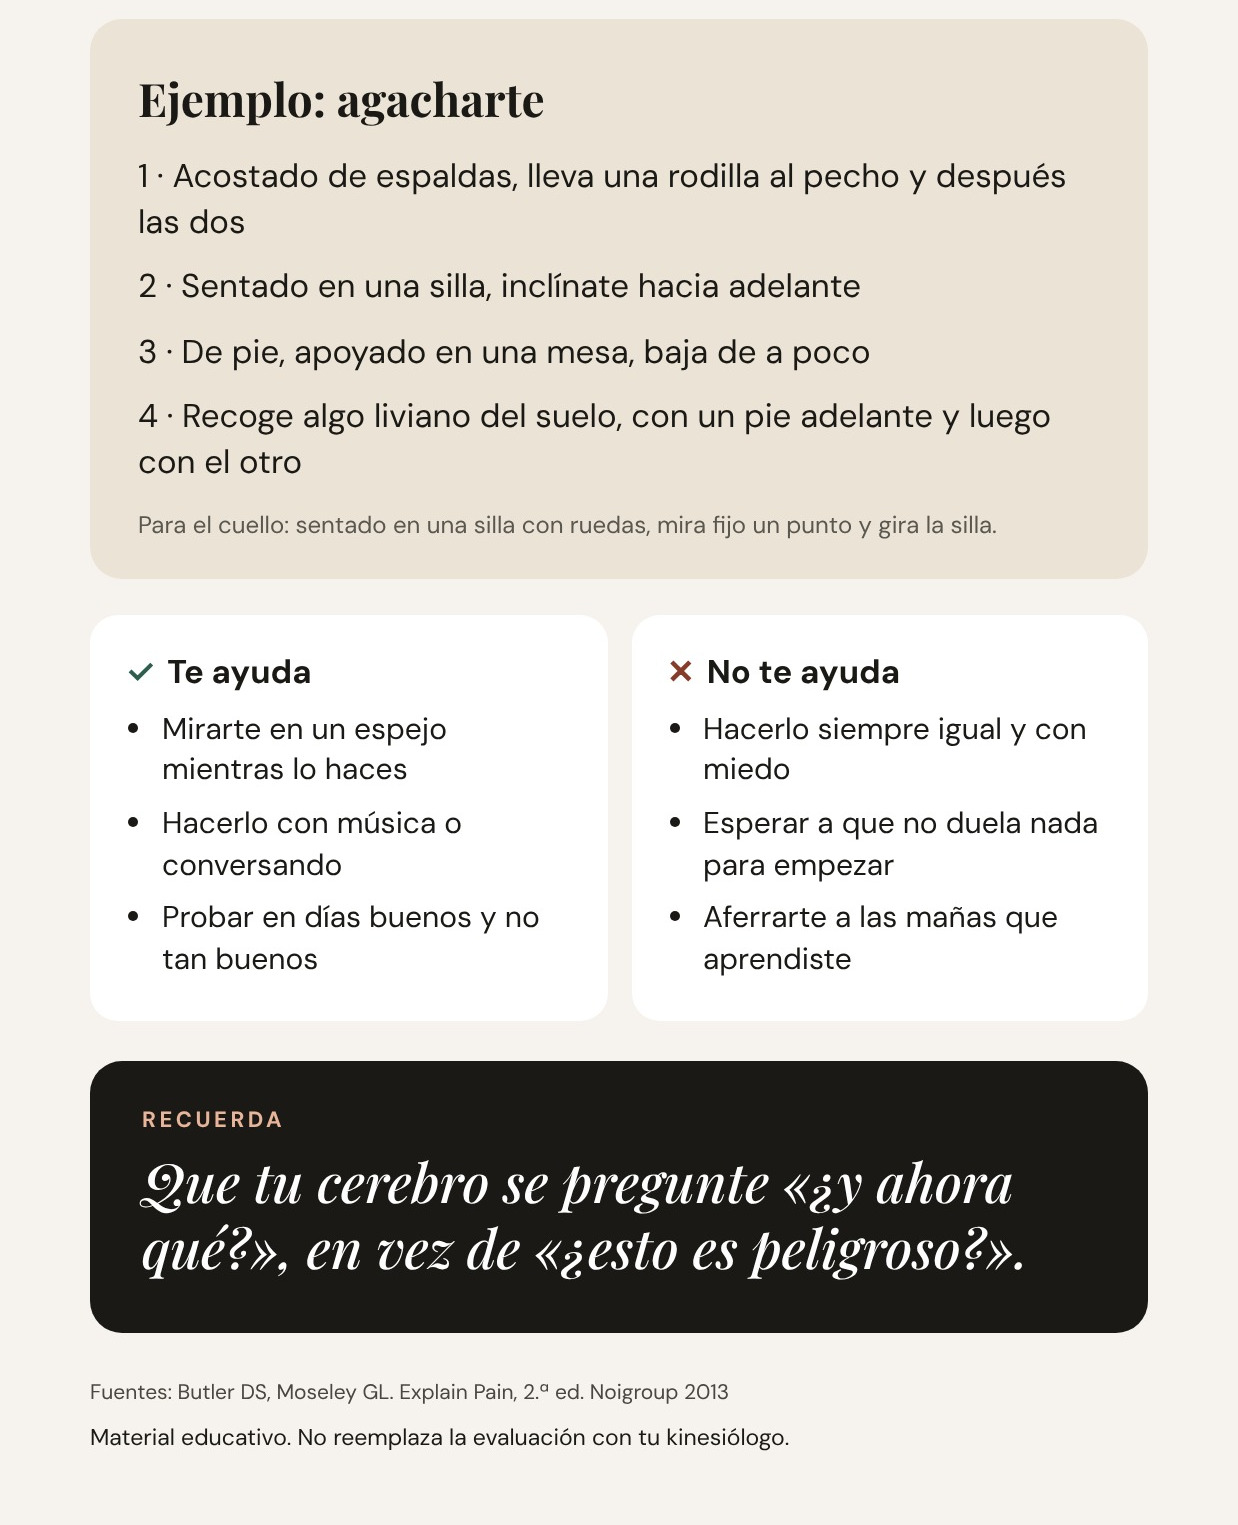 Ejemplo: agacharte
1 · Acostado de espaldas, lleva una rodilla al pecho y después
las dos
2 · Sentado en una silla, inclínate hacia adelante
3 · De pie, apoyado en una mesa, baja de a poco
4 · Recoge algo liviano del suelo, con un pie adelante y luego
con el otro
Para el cuello: sentado en una silla con ruedas, mira fijo un punto y gira la silla.
✓ Te ayuda
• Mirarte en un espejo
mientras lo haces
• Hacerlo con música o
conversando
• Probar en días buenos y no
tan buenos
✕ No te ayuda
• Hacerlo siempre igual y con
miedo
• Esperar a que no duela nada
para empezar
• Aferrarte a las mañas que
aprendiste
RECUERDA
Que tu cerebro se pregunte «¿y ahora
qué?», en vez de «¿esto es peligroso?».
Fuentes: Butler DS, Moseley GL. Explain Pain, 2.ª ed. Noigroup 2013
Material educativo. No reemplaza la evaluación con tu kinesiólogo.